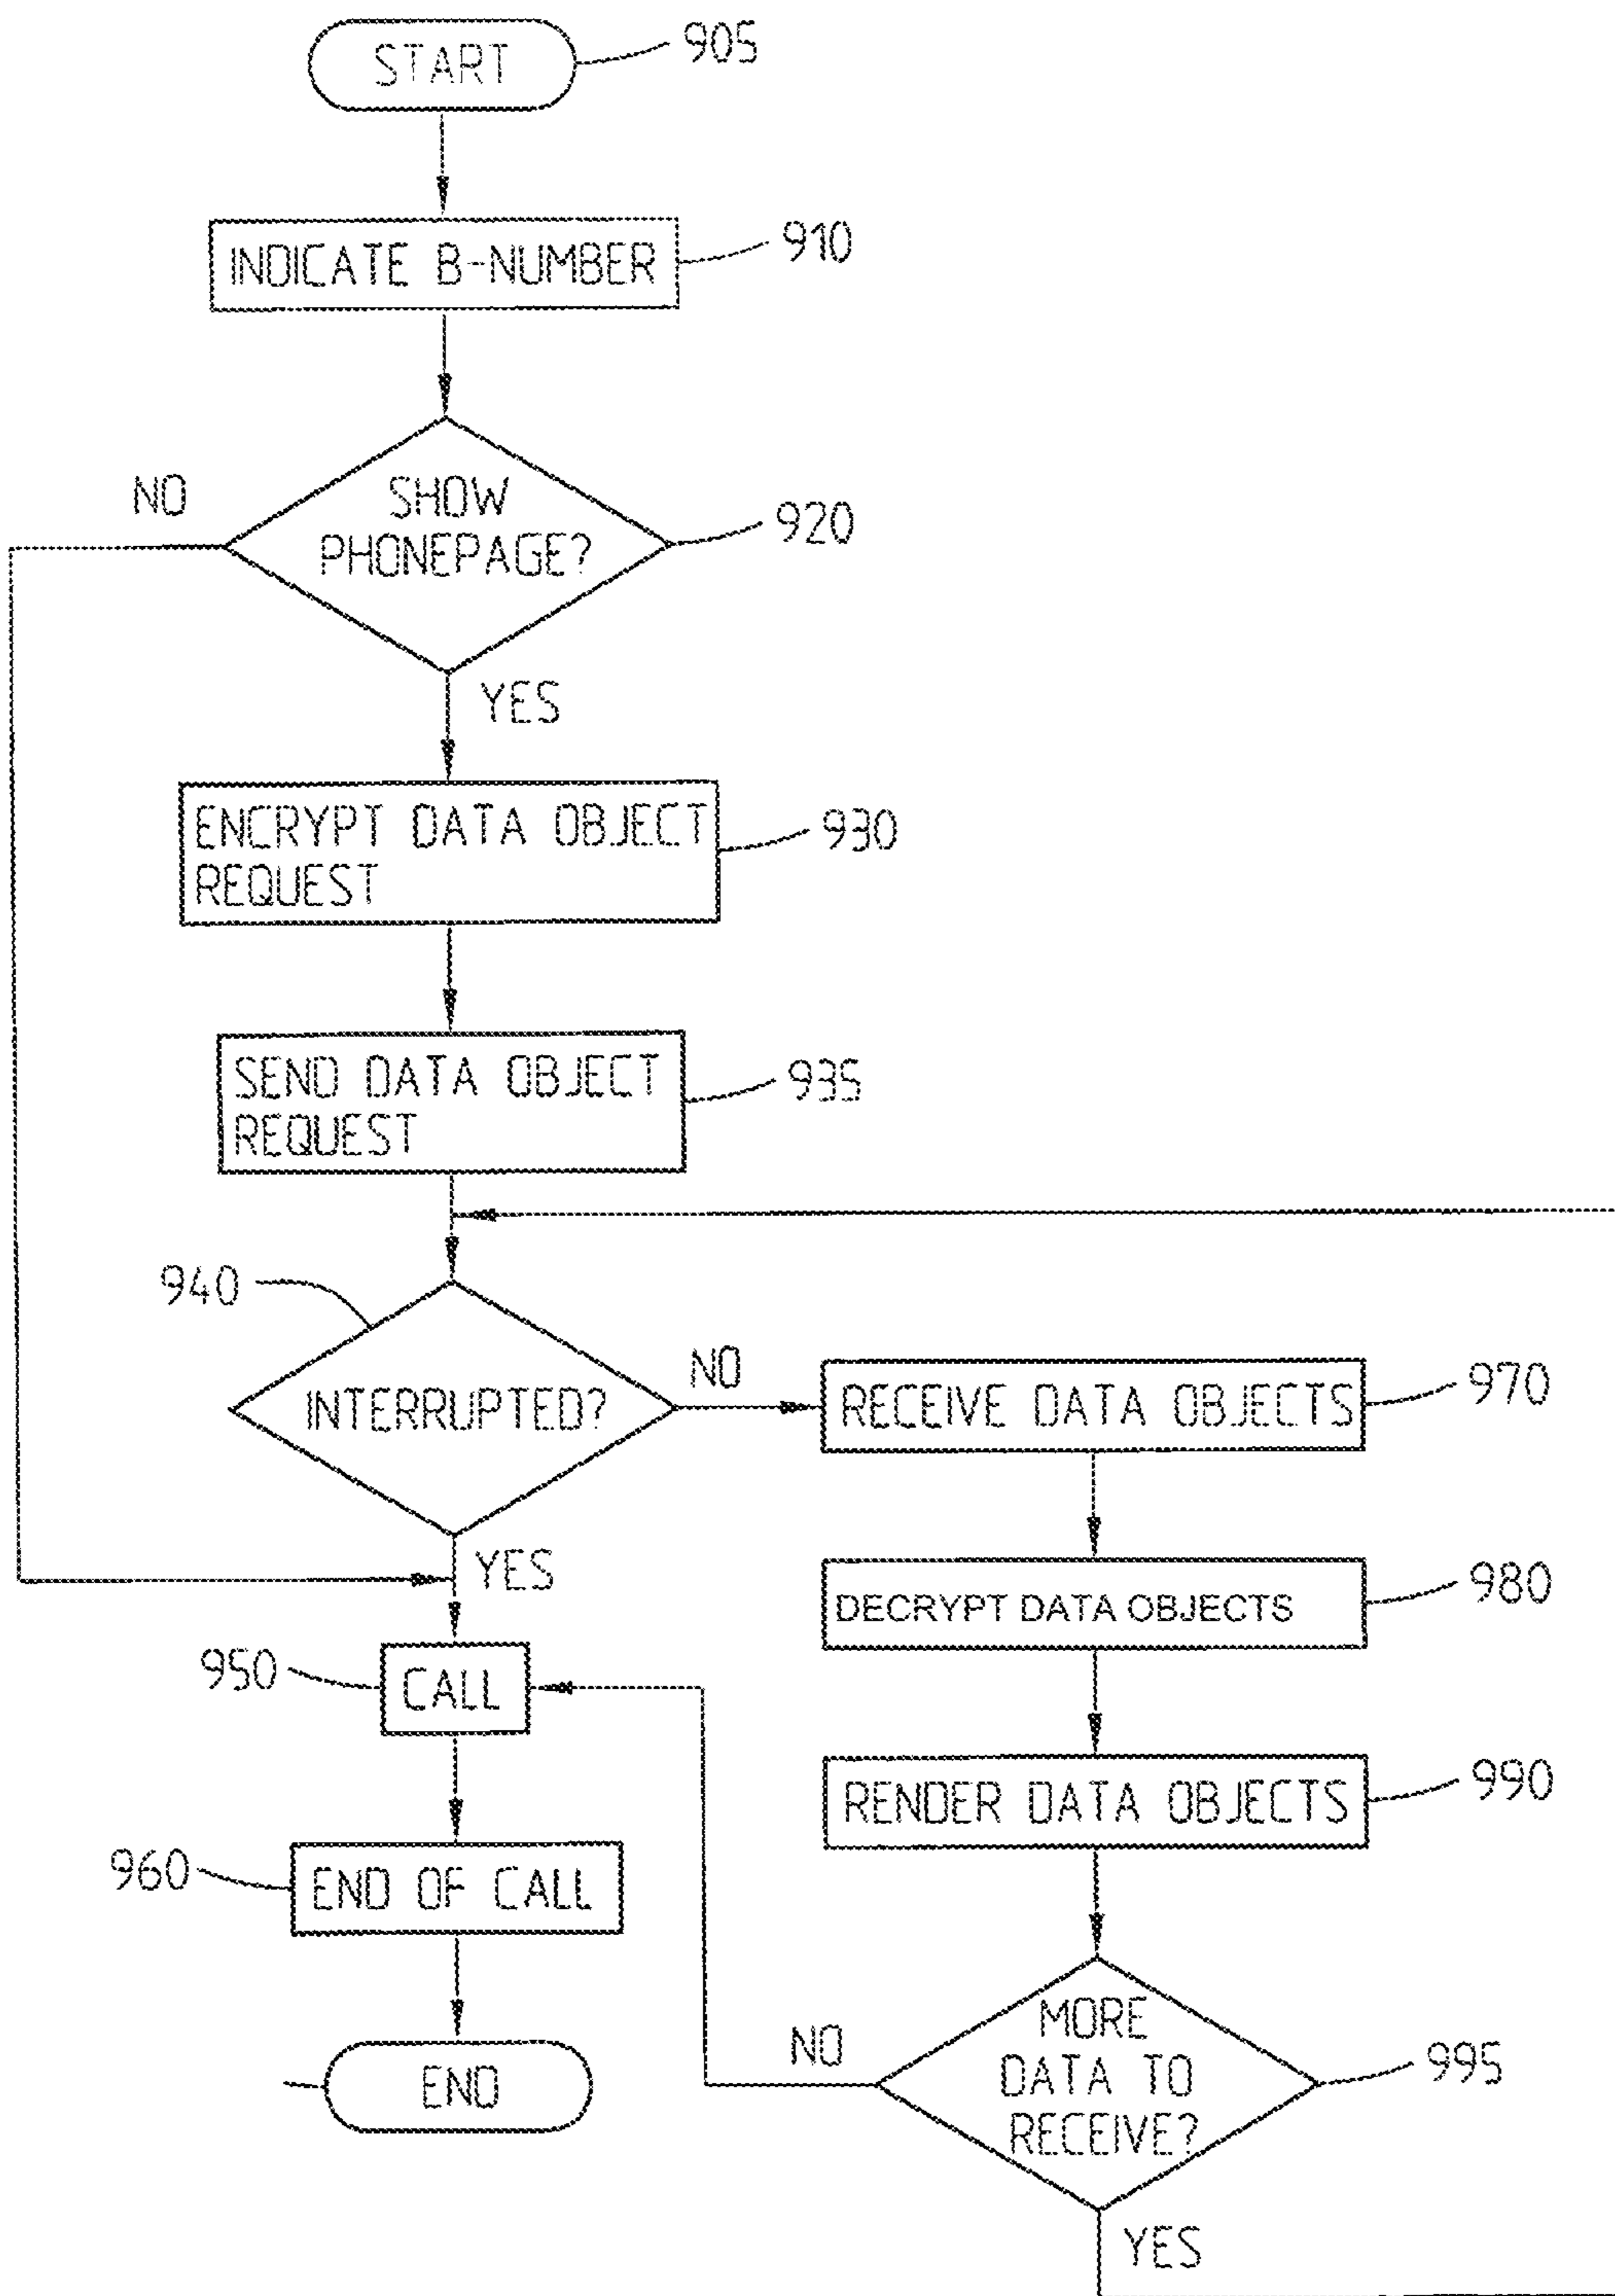 START
905
INDICATE B-NUMBER
910
NO
SHOW
PHONEPAGE?
920
YES
ENCRYPT DATA OBJECT
REQUEST
930
SEND DATA OBJECT
REQUEST
935
940
INTERRUPTED?
NO
RECEIVE DATA OBJECTS
970
YES
DECRYPT DATA OBJECTS
980
950
CALL
RENDER DATA OBJECTS
990
960
END OF CALL
NO
MORE
DATA TO
RECEIVE?
995
END
YES